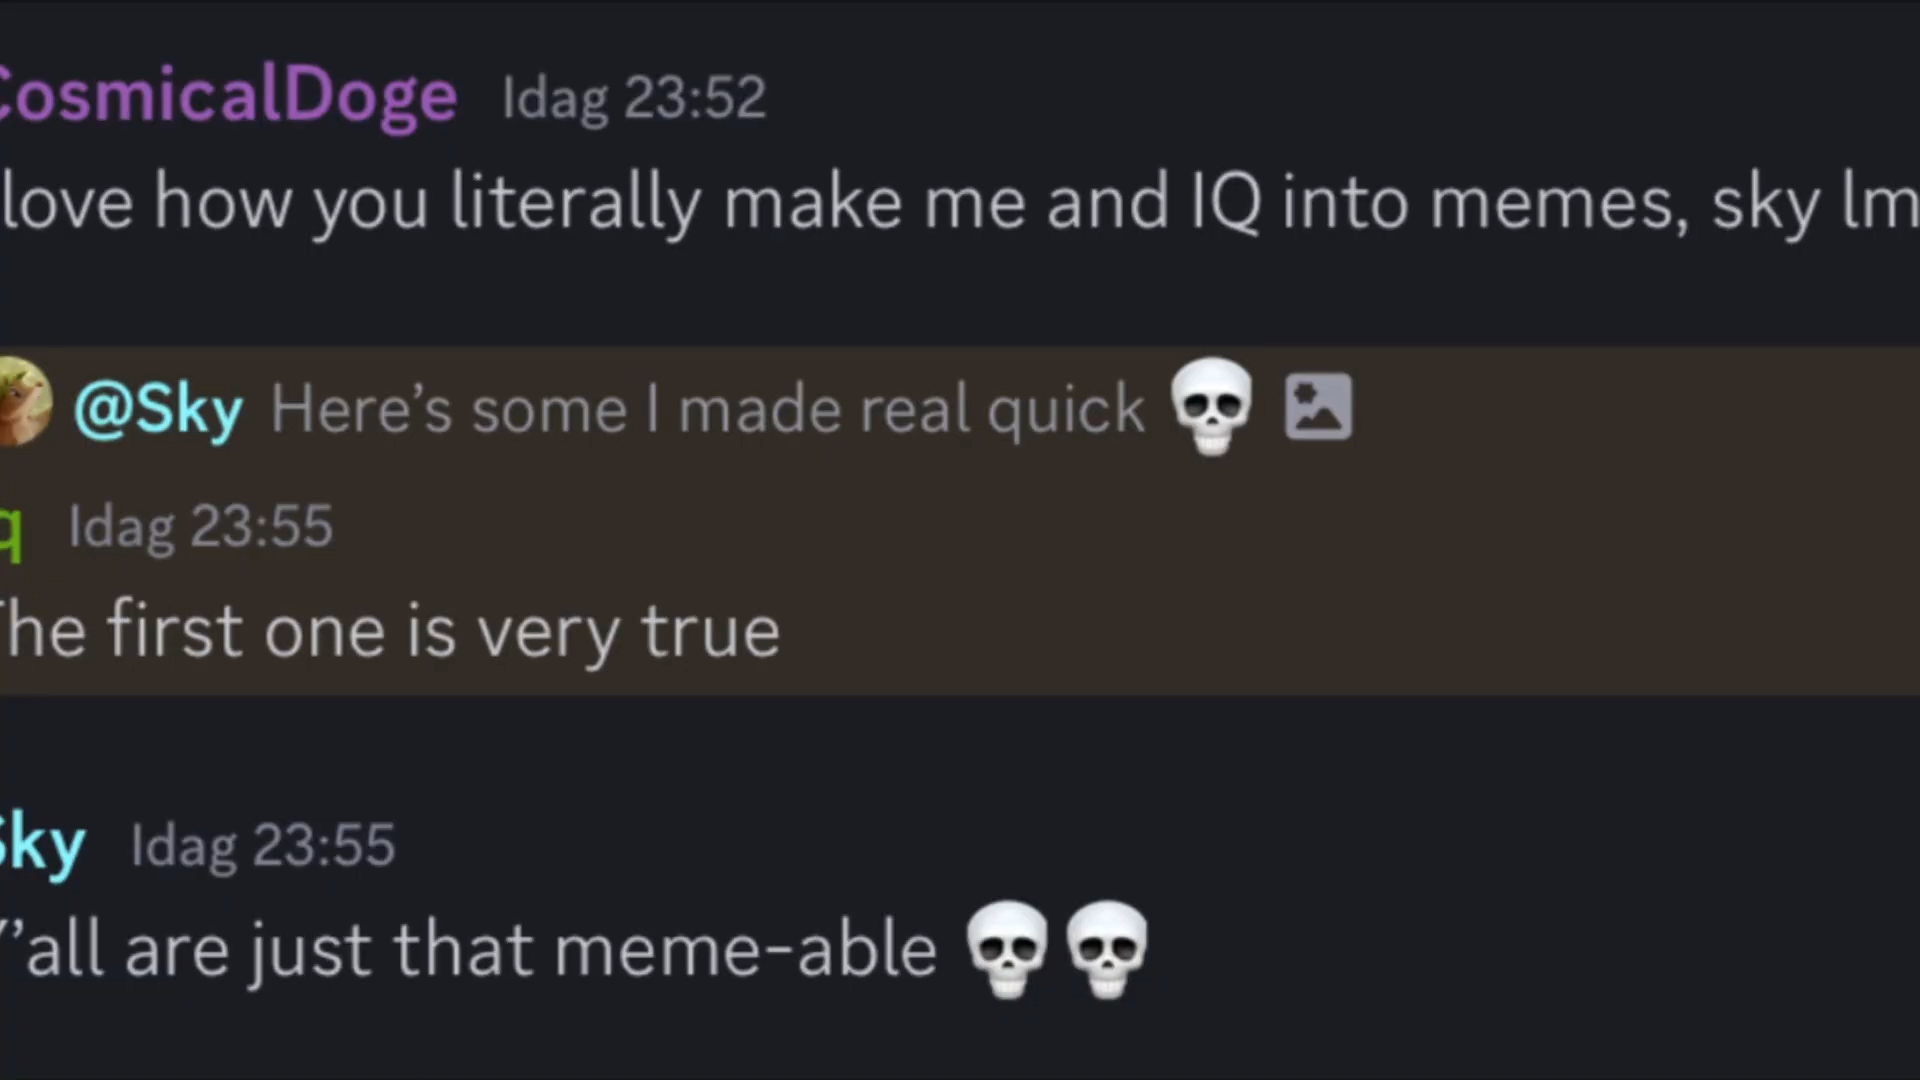 CosmicalDoge Idag 23:52
love how you literally make me and IQ into memes, sky lm
@Sky Here's some I made real quick 💀
q Idag 23:55
The first one is very true
Sky Idag 23:55
Y'all are just that meme-able 💀💀